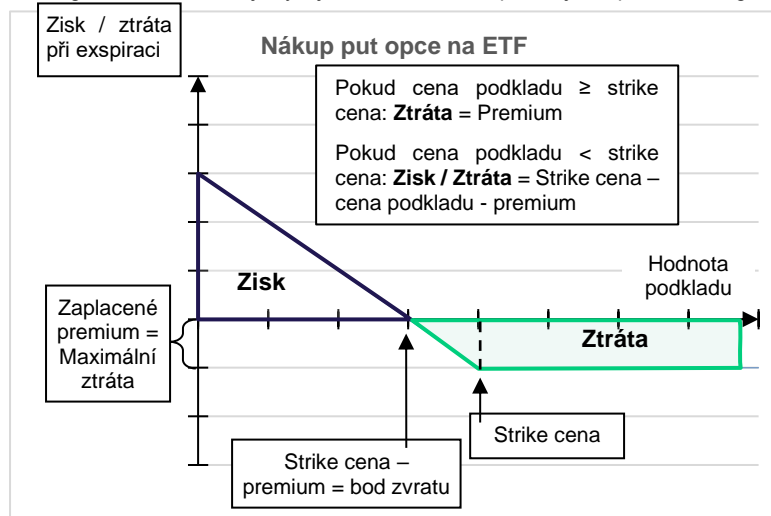 Zisk / ztráta
při exspiraci
Nákup put opce na ETF
Pokud cena podkladu ≥ strike
cena: Ztráta = Premium
Pokud cena podkladu < strike
cena: Zisk / Ztráta = Strike cena –
cena podkladu - premium
Zisk
Hodnota
podkladu
Zaplacené
premium =
Maximální
ztráta
Ztráta
Strike cena
Strike cena –
premium = bod zvratu